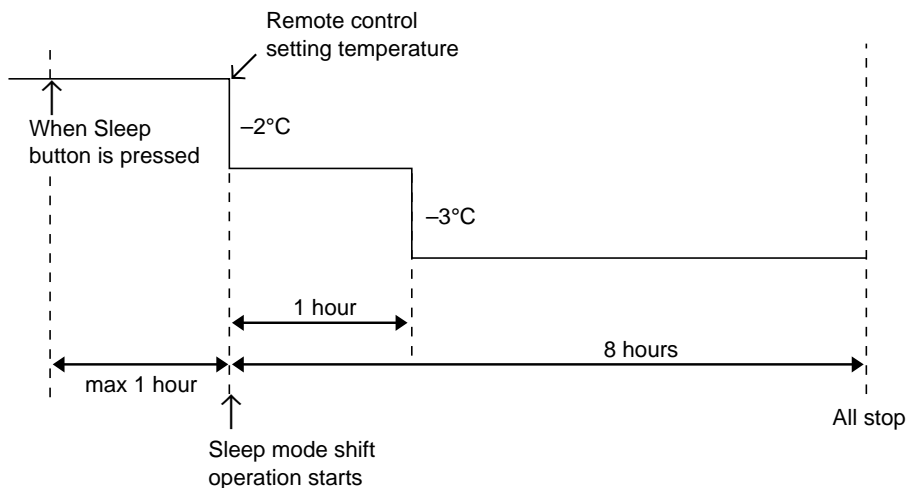 Remote control
setting temperature
When Sleep
button is pressed
–2°C
–3°C
1 hour
8 hours
max 1 hour
All stop
Sleep mode shift
operation starts